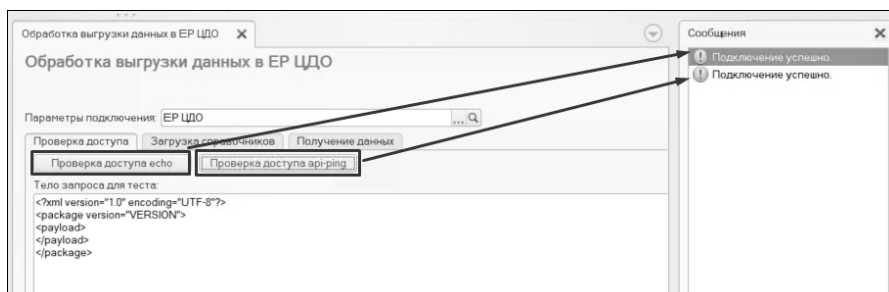 Обработка выгрузки данных в ЕР ЦДО
Сообщения
Обработка выгрузки данных в ЕР ЦДО
Подключение успешно.
Подключение успешно.
Параметры подключения: ЕР ЦДО ...
Проверка доступа Загрузка справочников Получение данных
Проверка доступа echo Проверка доступа api-ping
Тело запроса для теста:
<?xml version="1.0" encoding="UTF-8"?>
<package version="VERSION">
<payload>
</payload>
</package>